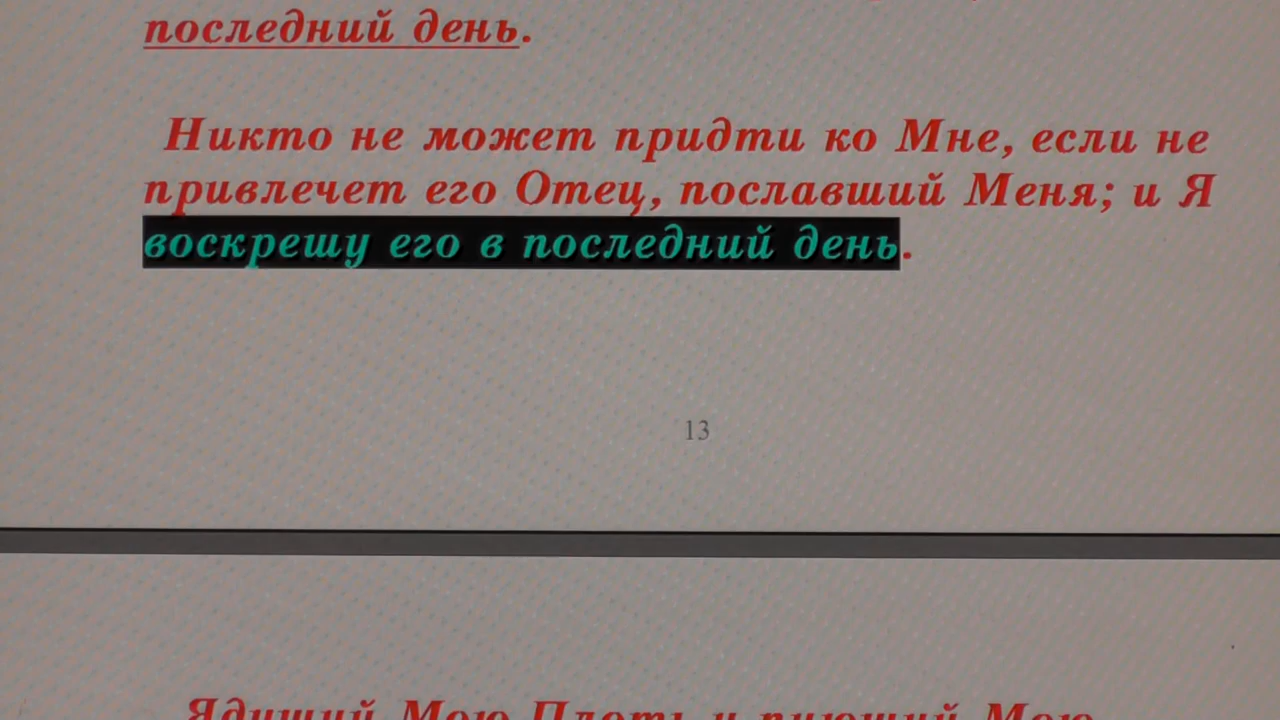 последний день.
Никто не может придти ко Мне, если не
привлечет его Отец, пославший Меня; и Я
воскрешу его в последний день.
13
Ядущий Мою Плоть и пиющий Мою